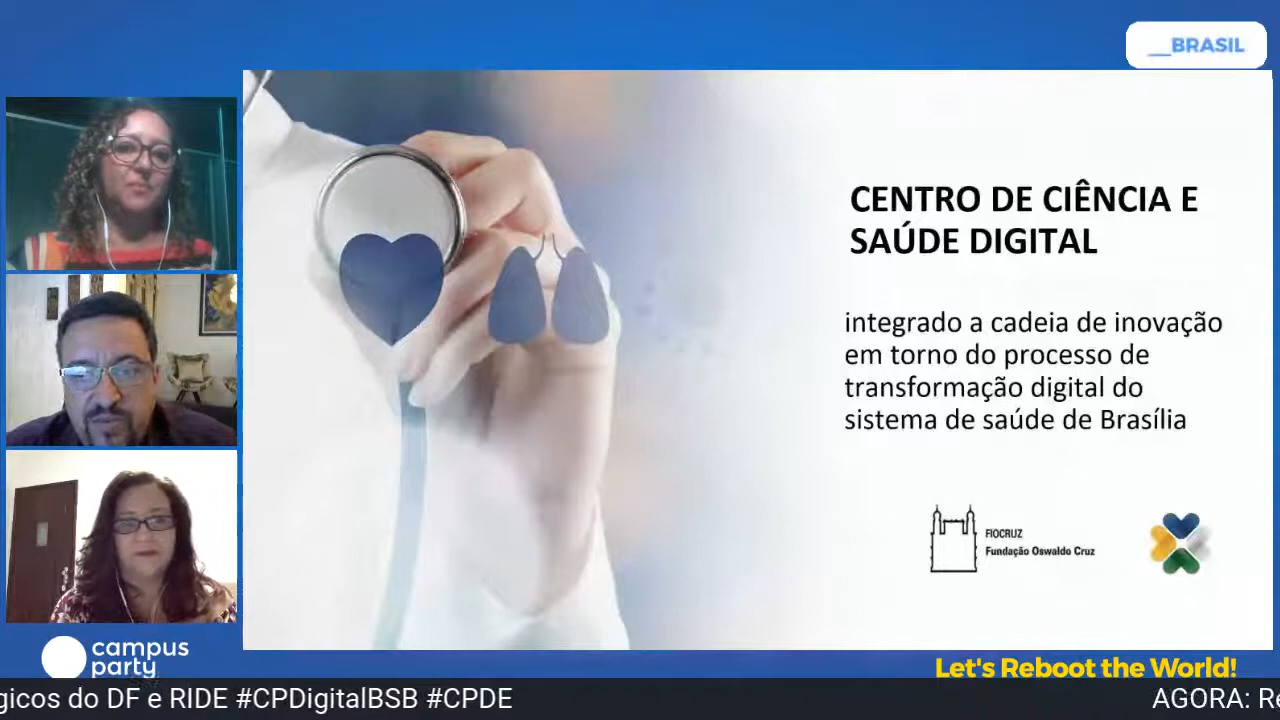 __BRASIL
CENTRO DE CIÊNCIA E
SAÚDE DIGITAL
integrado a cadeia de inovação
em torno do processo de
transformação digital do
sistema de saúde de Brasília
FIOCRUZ
Fundação Oswaldo Cruz
campus
party
Let's Reboot the World!
gicos do DF e RIDE #CPDigitalBSB #CPDE
AGORA: Re